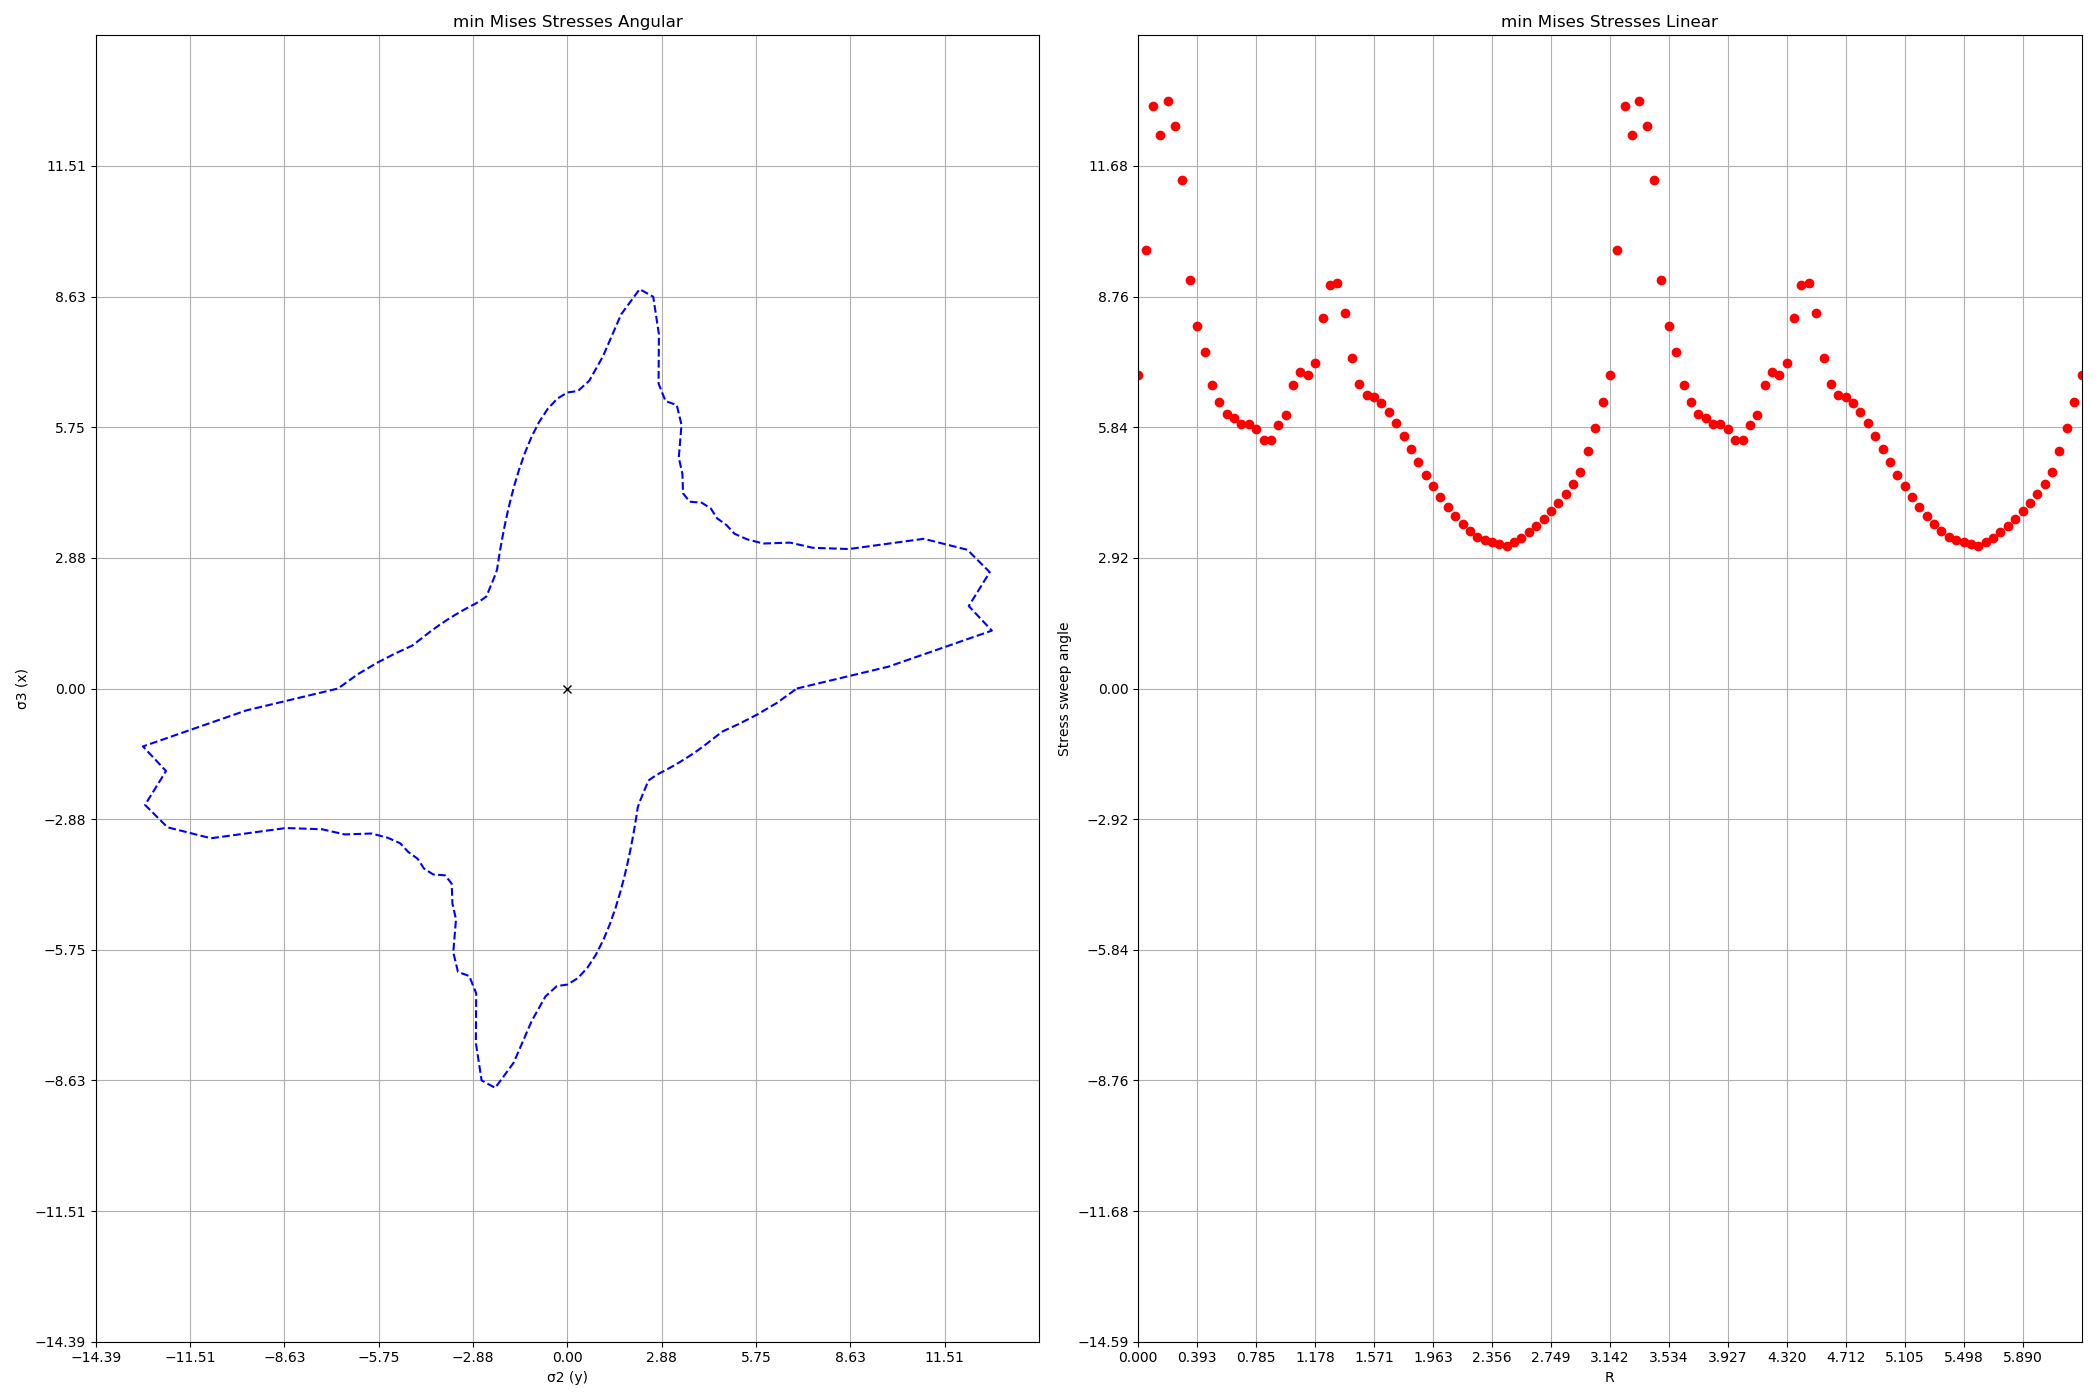 min Mises Stresses Angular
11.51
8.63
5.75
2.88
0.00
−2.88
−5.75
−8.63
−11.51
−14.39
σ3 (x)
−14.39 −11.51 −8.63 −5.75 −2.88 0.00 2.88 5.75 8.63 11.51
σ2 (y)
min Mises Stresses Linear
11.68
8.76
5.84
2.92
0.00
−2.92
−5.84
−8.76
−11.68
−14.59
Stress sweep angle
0.000 0.393 0.785 1.178 1.571 1.963 2.356 2.749 3.142 3.534 3.927 4.320 4.712 5.105 5.498 5.890
R